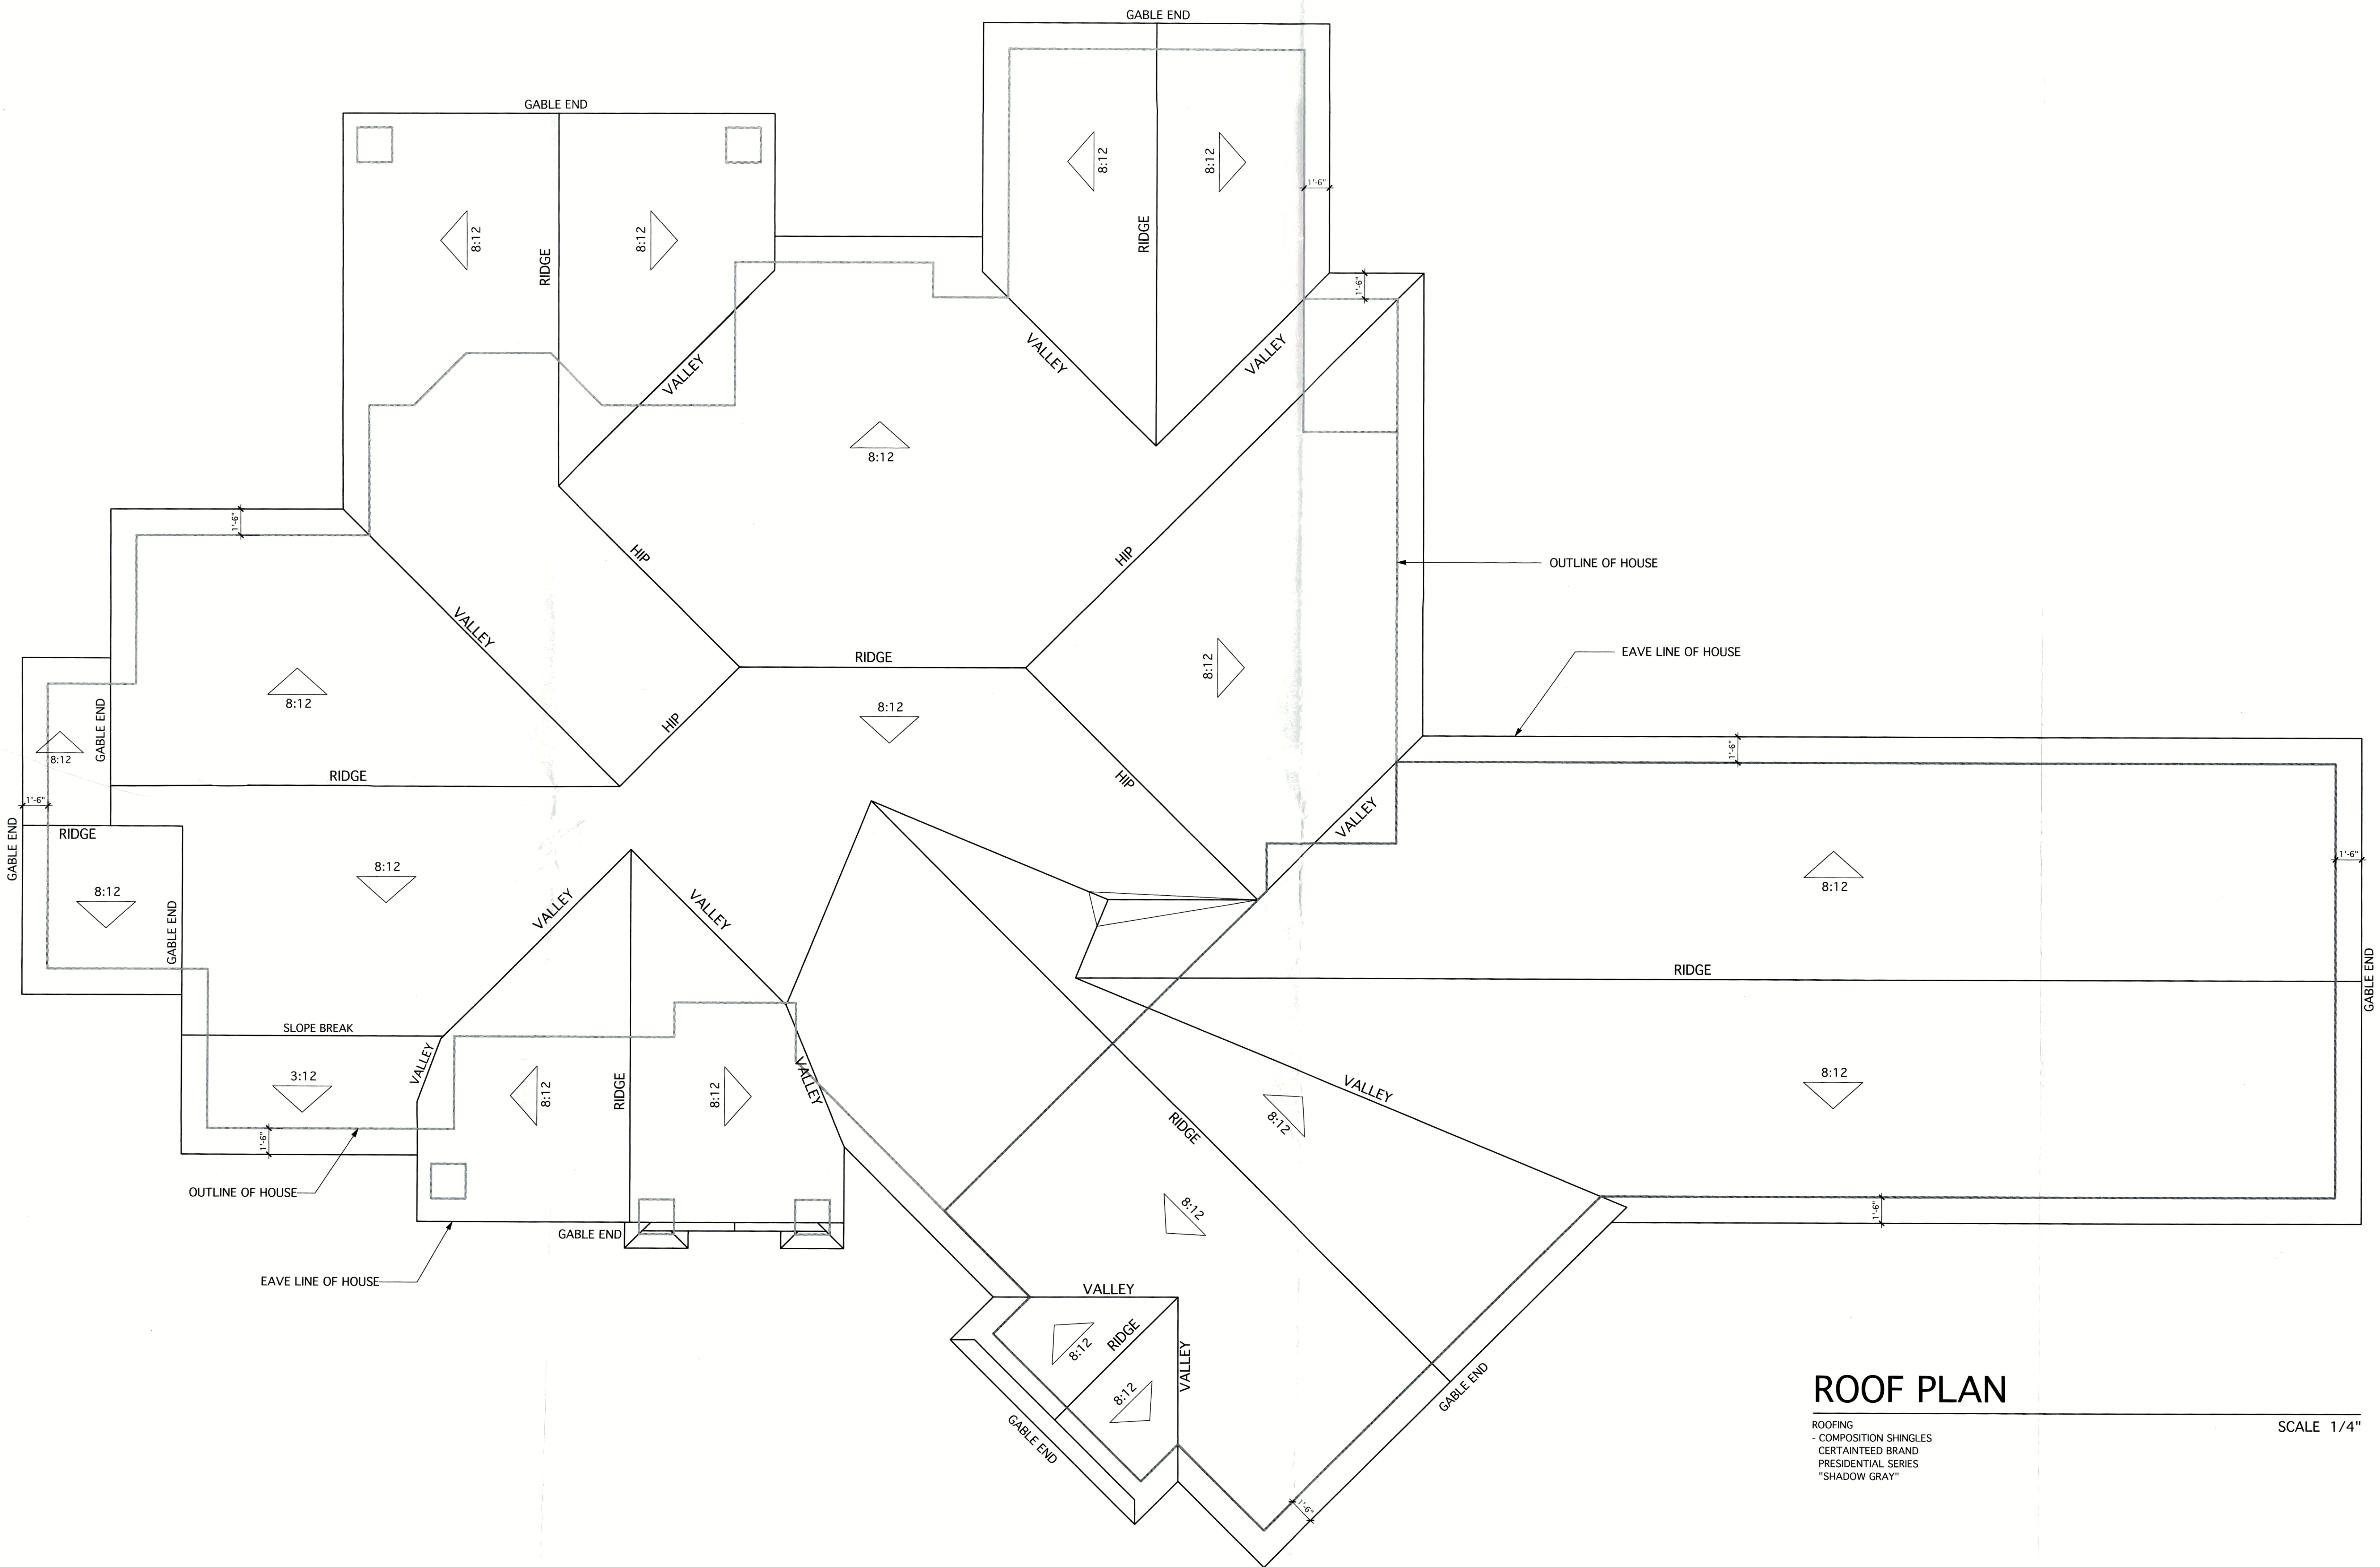 GABLE END
GABLE END
8:12
8:12
1'-6"
8:12
8:12
RIDGE
RIDGE
1'-6"
VALLEY
VALLEY
VALLEY
8:12
1'-6"
HIP
HIP
OUTLINE OF HOUSE
VALLEY
RIDGE
EAVE LINE OF HOUSE
8:12
8:12
8:12
HIP
GABLE END
8:12
1'-6"
RIDGE
HIP
1'-6"
VALLEY
RIDGE
GABLE END
8:12
8:12
1'-6"
8:12
VALLEY
VALLEY
GABLE END
RIDGE
GABLE END
SLOPE BREAK
VALLEY
3:12
8:12
RIDGE
8:12
VALLEY
VALLEY
8:12
8:12
RIDGE
1'-6"
OUTLINE OF HOUSE
8:12
1'-6"
GABLE END
EAVE LINE OF HOUSE
VALLEY
RIDGE
8:12
VALLEY
8:12
GABLE END
GABLE END
1'-6"
ROOF PLAN
SCALE 1/4"
ROOFING
- COMPOSITION SHINGLES
CERTAINTEED BRAND
PRESIDENTIAL SERIES
"SHADOW GRAY"